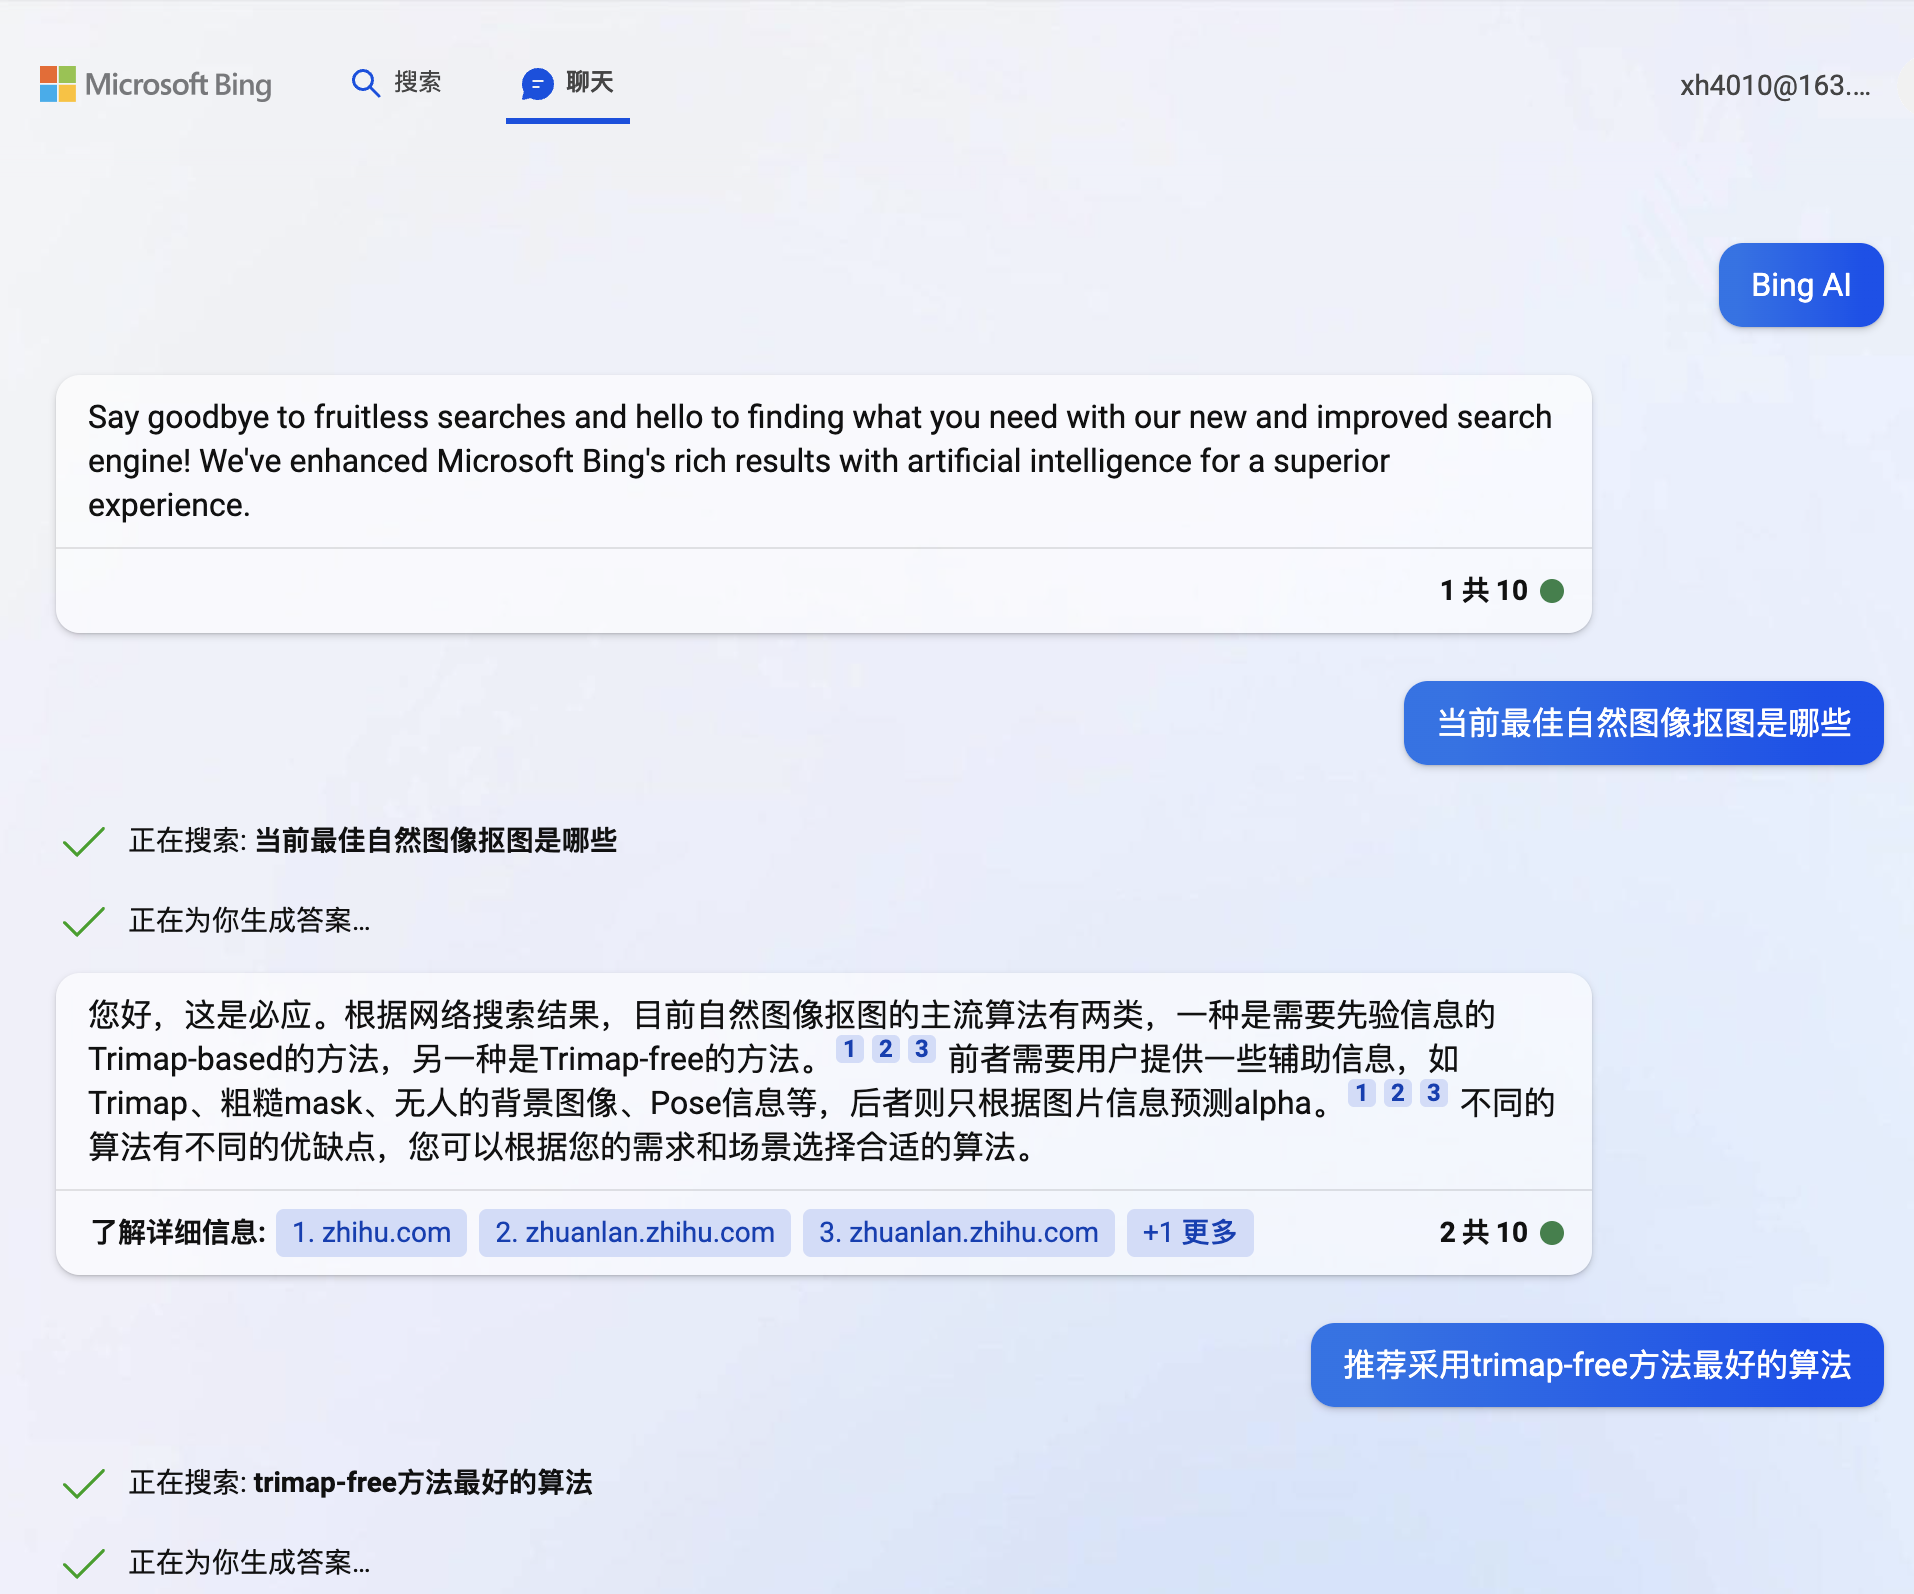 Microsoft Bing
搜索
聊天
xh4010@163....
Bing AI
Say goodbye to fruitless searches and hello to finding what you need with our new and improved search
engine! We've enhanced Microsoft Bing's rich results with artificial intelligence for a superior
experience.
1 共 10
当前最佳自然图像抠图是哪些
正在搜索: 当前最佳自然图像抠图是哪些
正在为你生成答案...
您好，这是必应。根据网络搜索结果，目前自然图像抠图的主流算法有两类，一种是需要先验信息的
Trimap-based的方法，另一种是Trimap-free的方法。 1 2 3 前者需要用户提供一些辅助信息，如
Trimap、粗糙mask、无人的背景图像、Pose信息等，后者则只根据图片信息预测alpha。 1 2 3 不同的
算法有不同的优缺点，您可以根据您的需求和场景选择合适的算法。
了解详细信息: 1. zhihu.com 2. zhuanlan.zhihu.com 3. zhuanlan.zhihu.com +1 更多 2 共 10
推荐采用trimap-free方法最好的算法
正在搜索: trimap-free方法最好的算法
正在为你生成答案...